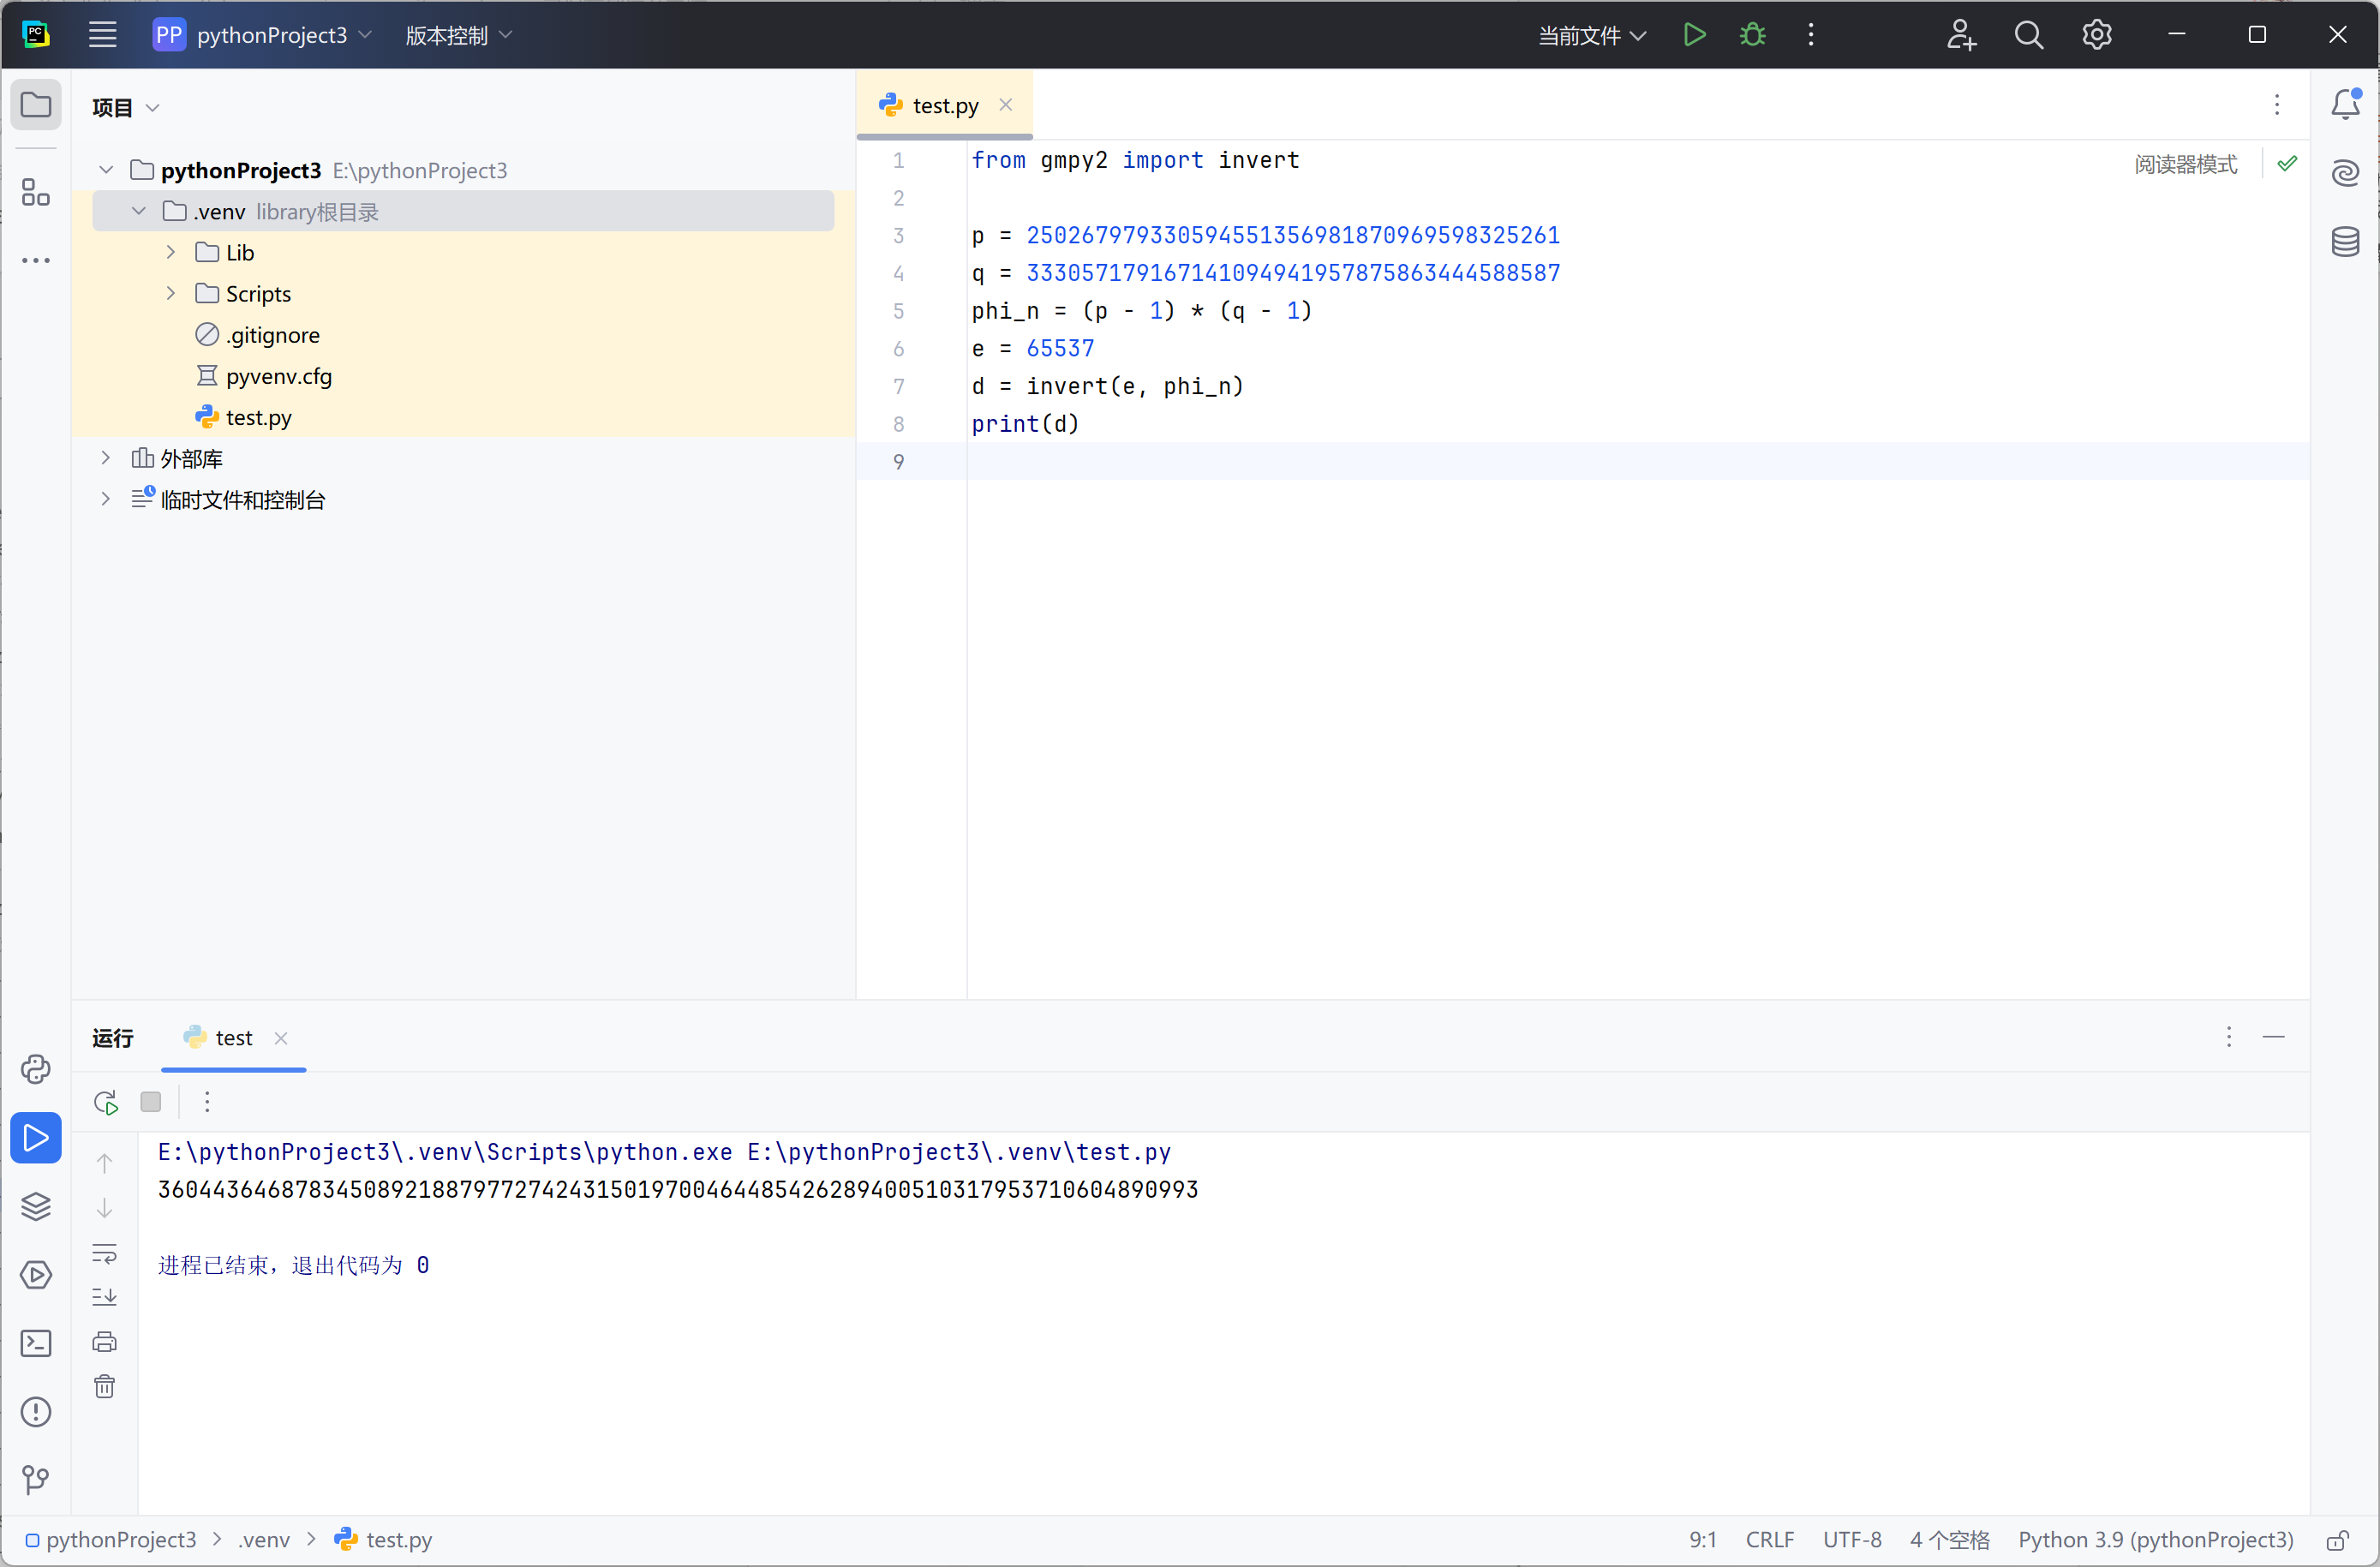 PC
PP pythonProject3 版本控制 当前文件
项目
pythonProject3 E:\pythonProject3
.venv library根目录
Lib
Scripts
.gitignore
pyvenv.cfg
test.py
外部库
临时文件和控制台
test.py
阅读器模式
1 from gmpy2 import invert
2
3 p = 250267979330594551356981870969598325261
4 q = 333057179167141094941957875863444588587
5 phi_n = (p - 1) * (q - 1)
6 e = 65537
7 d = invert(e, phi_n)
8 print(d)
9
运行 test
E:\pythonProject3\.venv\Scripts\python.exe E:\pythonProject3\.venv\test.py
3604436468783450892188797727424315019700464485426289400510317953710604890993
进程已结束，退出代码为 0
pythonProject3 > .venv > test.py 9:1 CRLF UTF-8 4 个空格 Python 3.9 (pythonProject3)